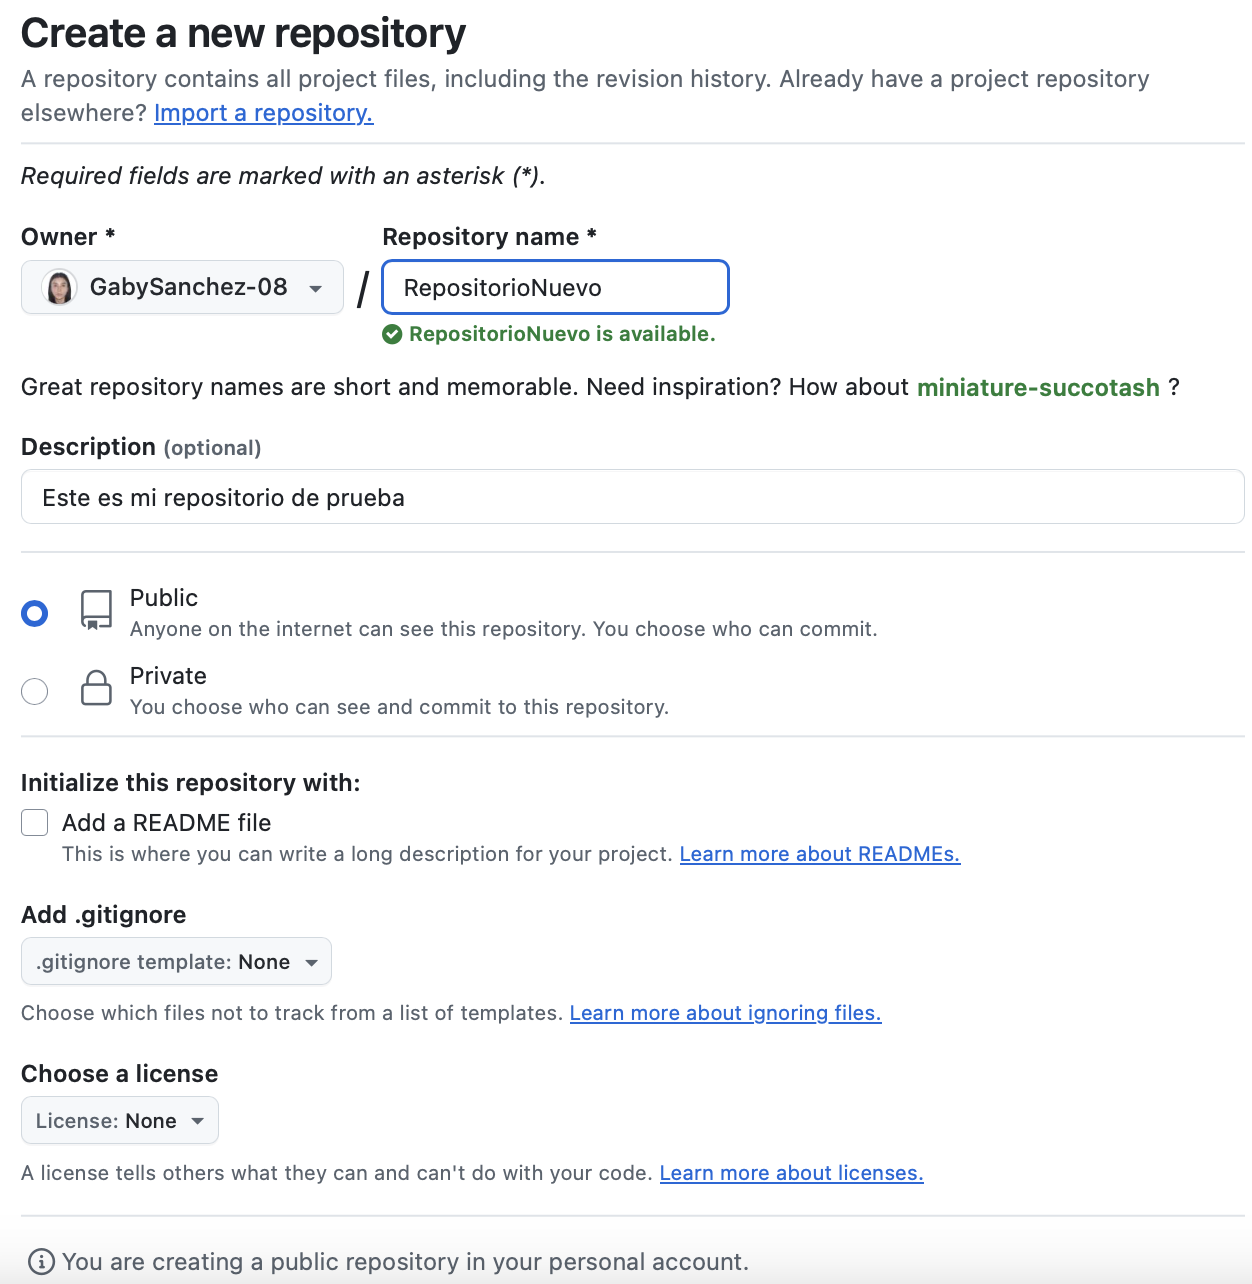 Create a new repository
A repository contains all project files, including the revision history. Already have a project repository
elsewhere? Import a repository.
Required fields are marked with an asterisk (*).
Owner *
Repository name *
GabySanchez-08
/
RepositorioNuevo
RepositorioNuevo is available.
Great repository names are short and memorable. Need inspiration? How about miniature-succotash ?
Description (optional)
Este es mi repositorio de prueba
Public
Anyone on the internet can see this repository. You choose who can commit.
Private
You choose who can see and commit to this repository.
Initialize this repository with:
Add a README file
This is where you can write a long description for your project. Learn more about READMEs.
Add .gitignore
.gitignore template: None
Choose which files not to track from a list of templates. Learn more about ignoring files.
Choose a license
License: None
A license tells others what they can and can't do with your code. Learn more about licenses.
You are creating a public repository in your personal account.